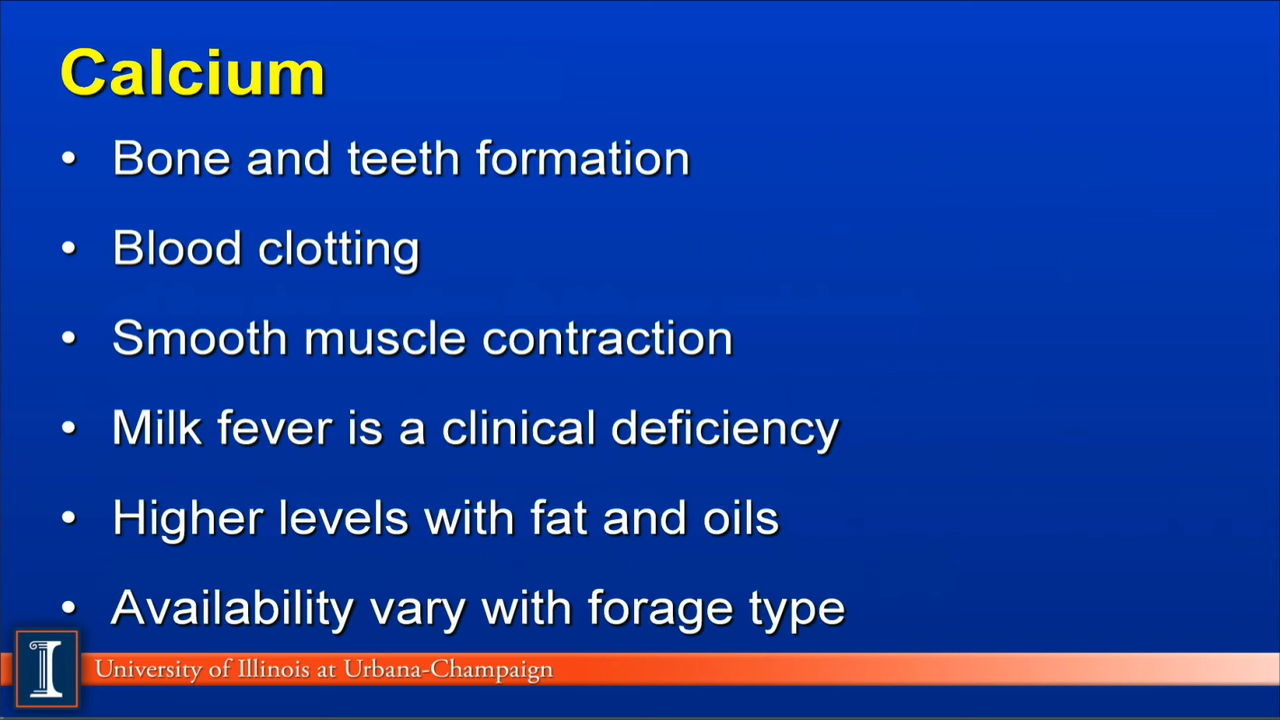 Calcium
• Bone and teeth formation
• Blood clotting
• Smooth muscle contraction
• Milk fever is a clinical deficiency
• Higher levels with fat and oils
• Availability vary with forage type
I
University of Illinois at Urbana-Champaign